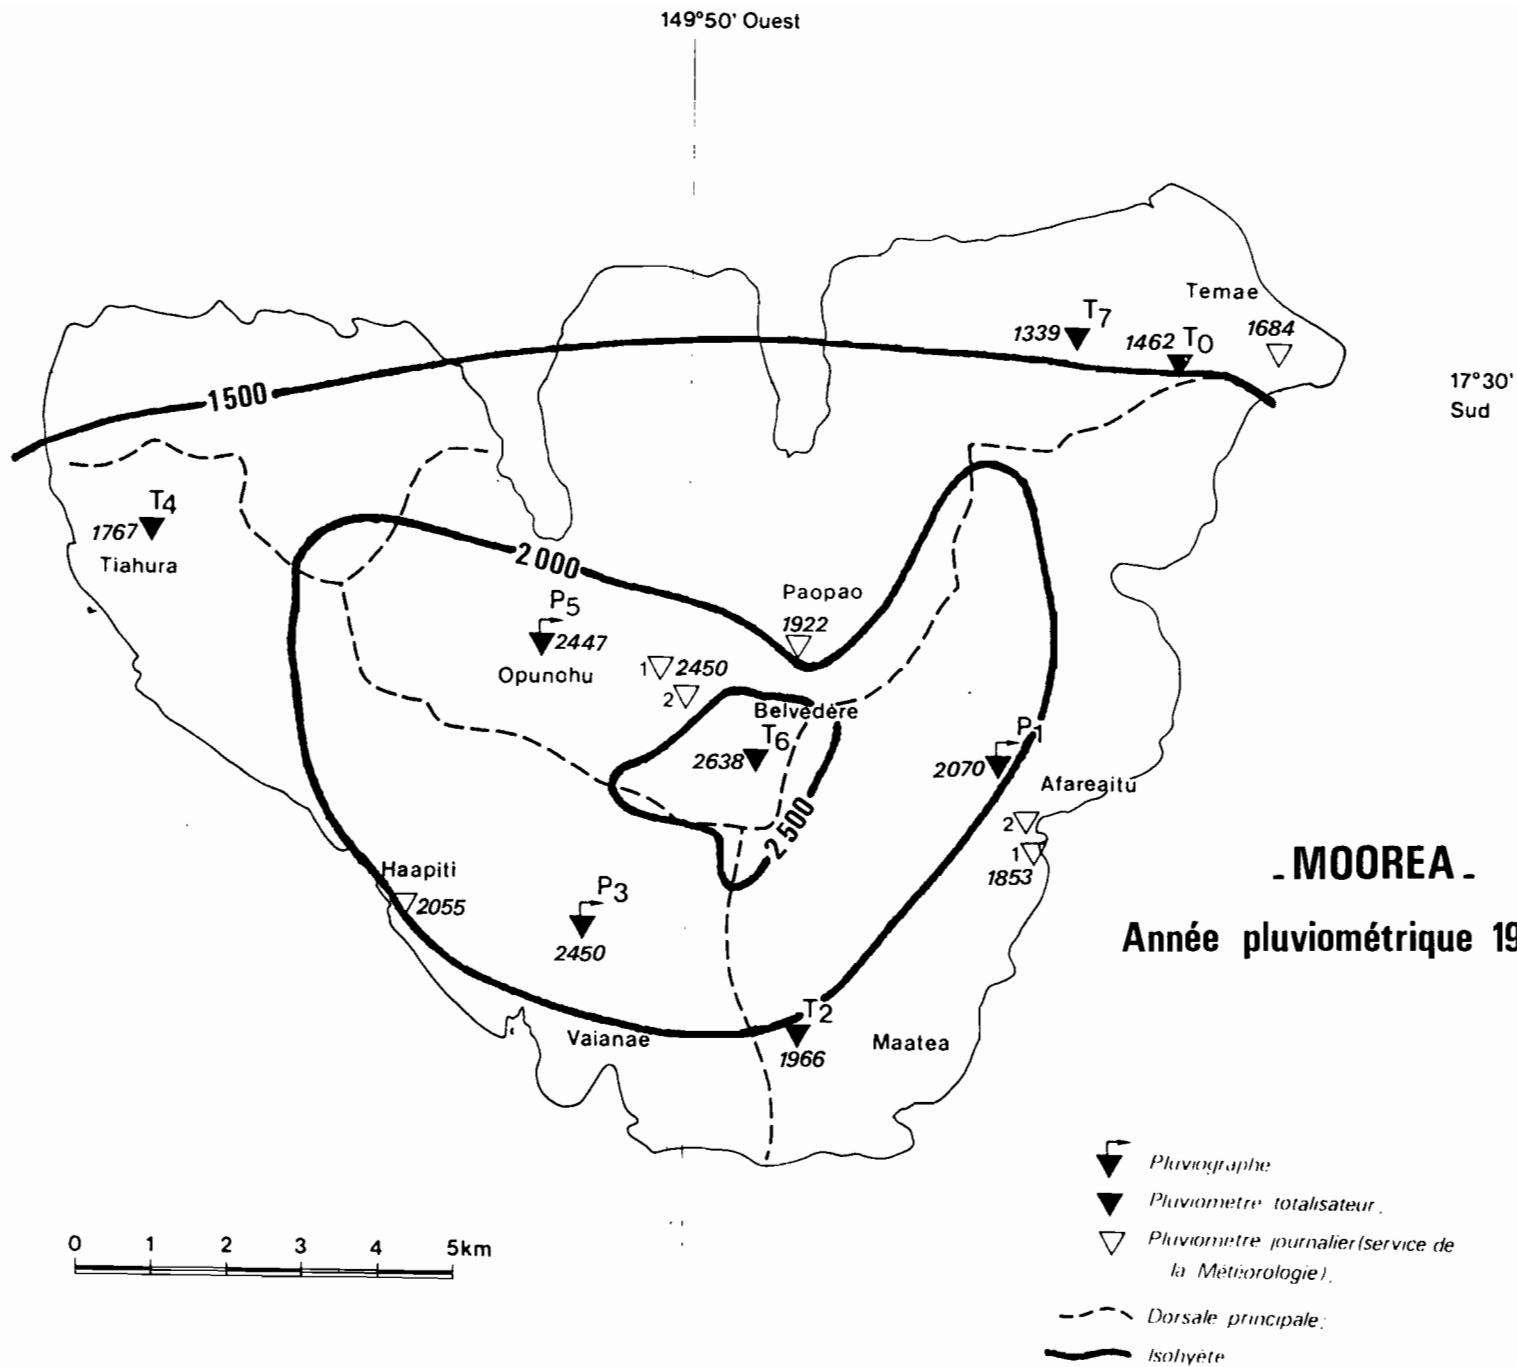 149°50' Ouest
Temae
T7
1339
1462
T0
1684
17°30'
Sud
1500
T4
1767
Tiahura
2000
Paopao
1922
P5
2447
Opunohu
1
2450
2
Belvédère
T6
2638
P1
2070
Afareaitu
2500
2
1
1853
_MOOREA_
Haapiti
2055
P3
2450
Année pluviométrique 19
T2
Vaianae
1966
Maatea
Pluviographe
Pluviometre totalisateur.
Pluviometre journalier (service de
la Météorologie).
Dorsale principale;
Isohyète
0 1 2 3 4 5km